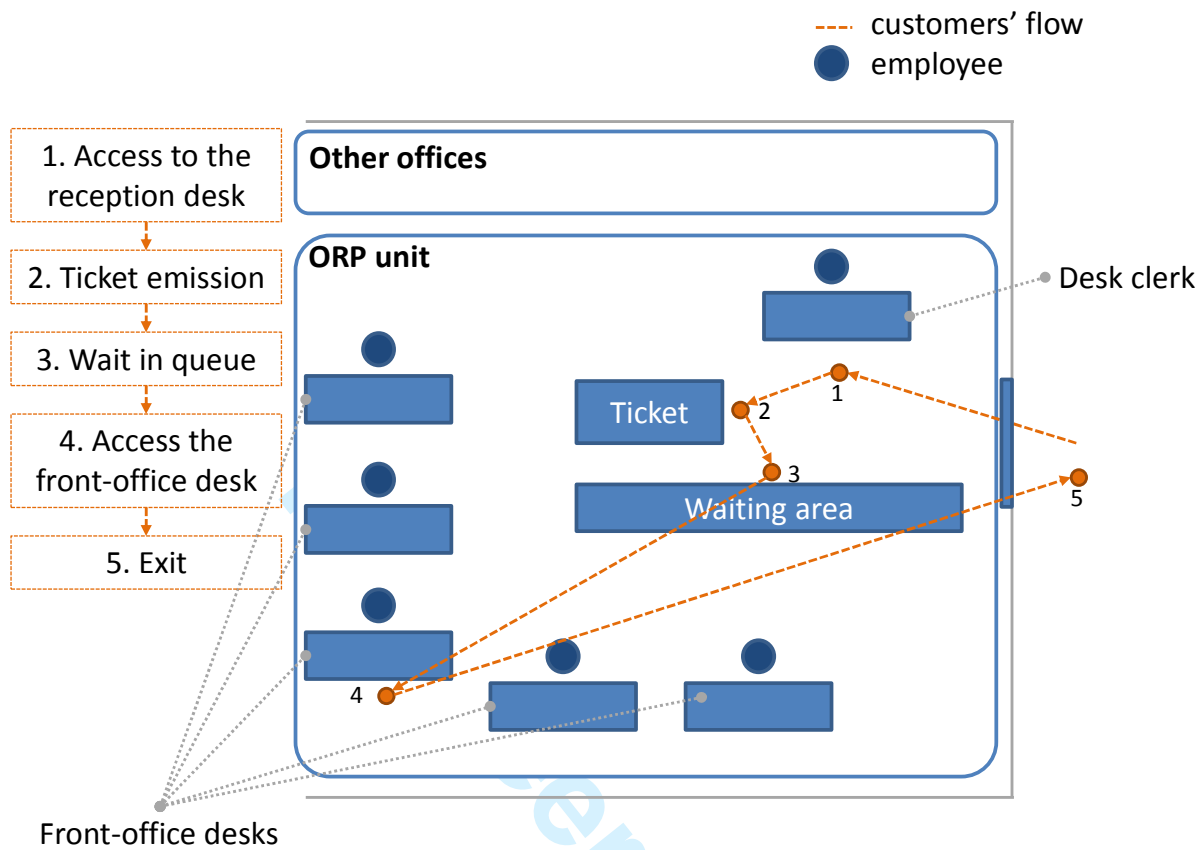 customers’ flow
employee
1. Access to the
reception desk
2. Ticket emission
3. Wait in queue
4. Access the
front-office desk
5. Exit
Other offices
ORP unit
Desk clerk
Ticket
1
2
3
Waiting area
5
4
Front-office desks